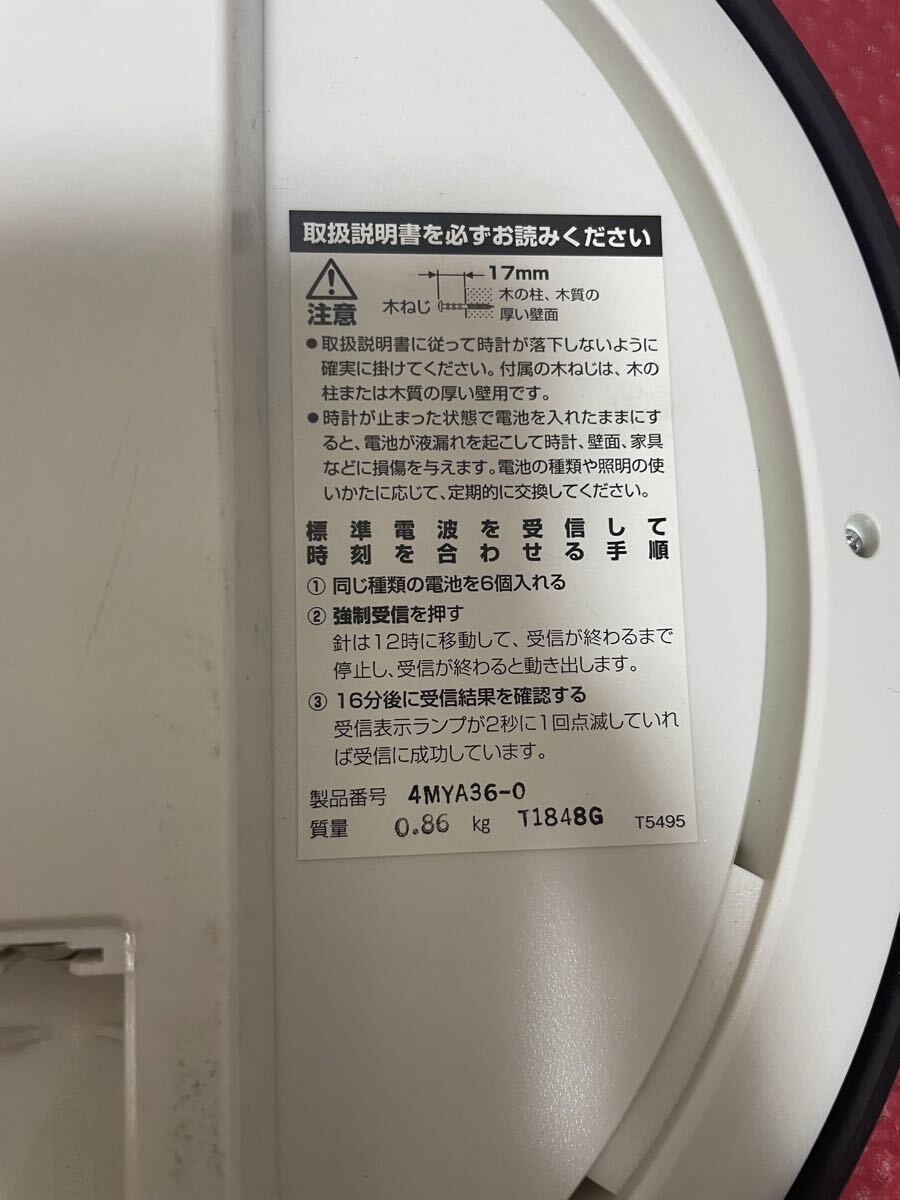 取扱説明書を必ずお読みください
注意
17mm
木ねじ
木の柱、木質の
厚い壁面
●取扱説明書に従って時計が落下しないように
確実に掛けてください。付属の木ねじは、木の
柱または木質の厚い壁用です。
●時計が止まった状態で電池を入れたままにす
ると、電池が液漏れを起こして時計、壁面、家具
などに損傷を与えます。電池の種類や照明の使
いかたに応じて、定期的に交換してください。
標準電波を受信して
時刻を合わせる手順
① 同じ種類の電池を6個入れる
② 強制受信を押す
針は12時に移動して、受信が終わるまで
停止し、受信が終わると動き出します。
③ 16分後に受信結果を確認する
受信表示ランプが2秒に1回点滅していれ
ば受信に成功しています。
製品番号 4MYA36-0
質量 0.86 kg T1848G T5495